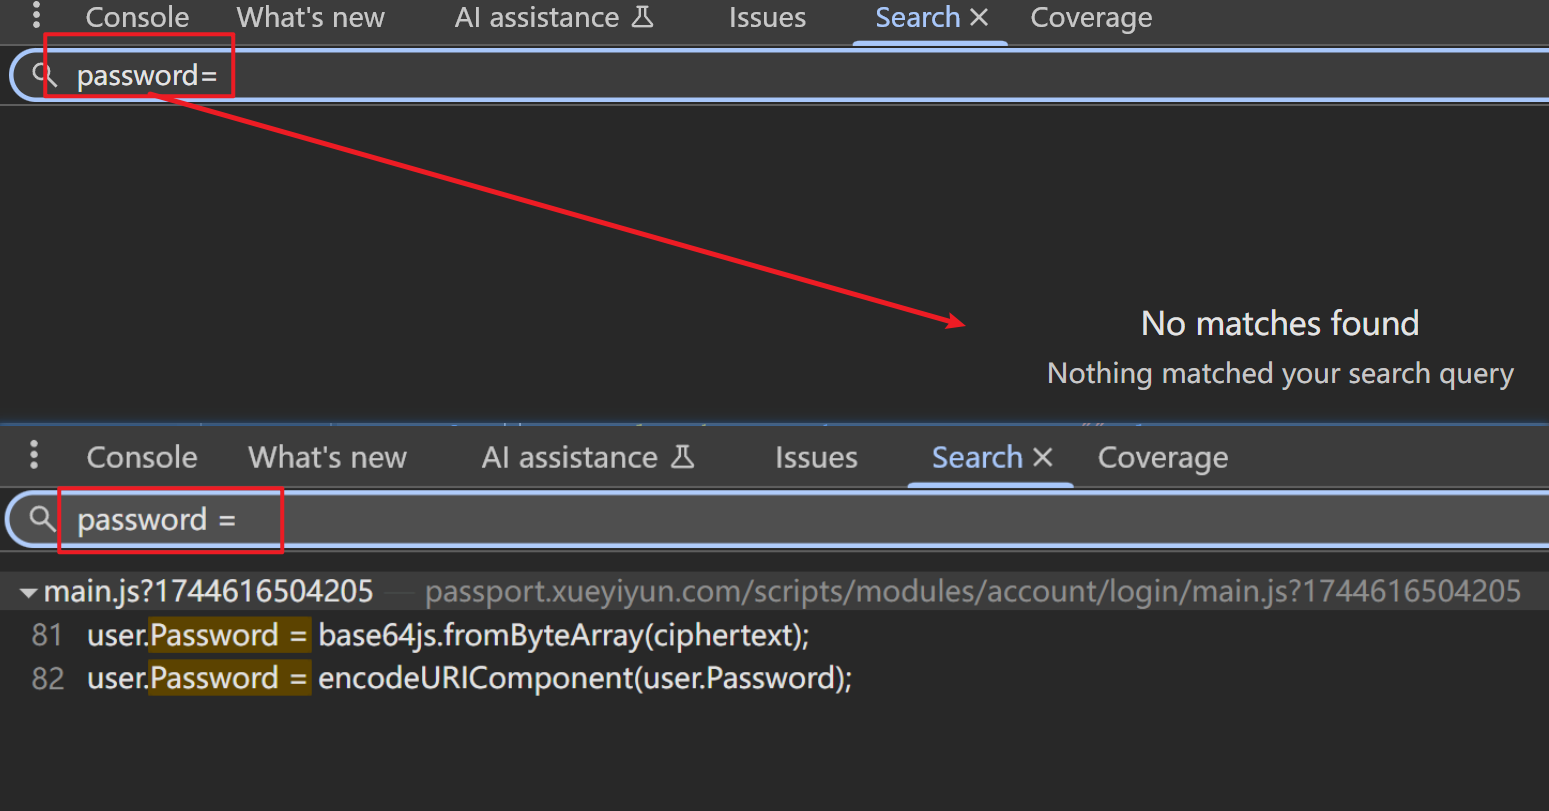 Console What's new AI assistance Issues Search Coverage
password=
No matches found
Nothing matched your search query
Console What's new AI assistance Issues Search Coverage
password =
main.js?1744616504205 — passport.xueyiyun.com/scripts/modules/account/login/main.js?1744616504205
81 user.Password = base64js.fromByteArray(ciphertext);
82 user.Password = encodeURIComponent(user.Password);